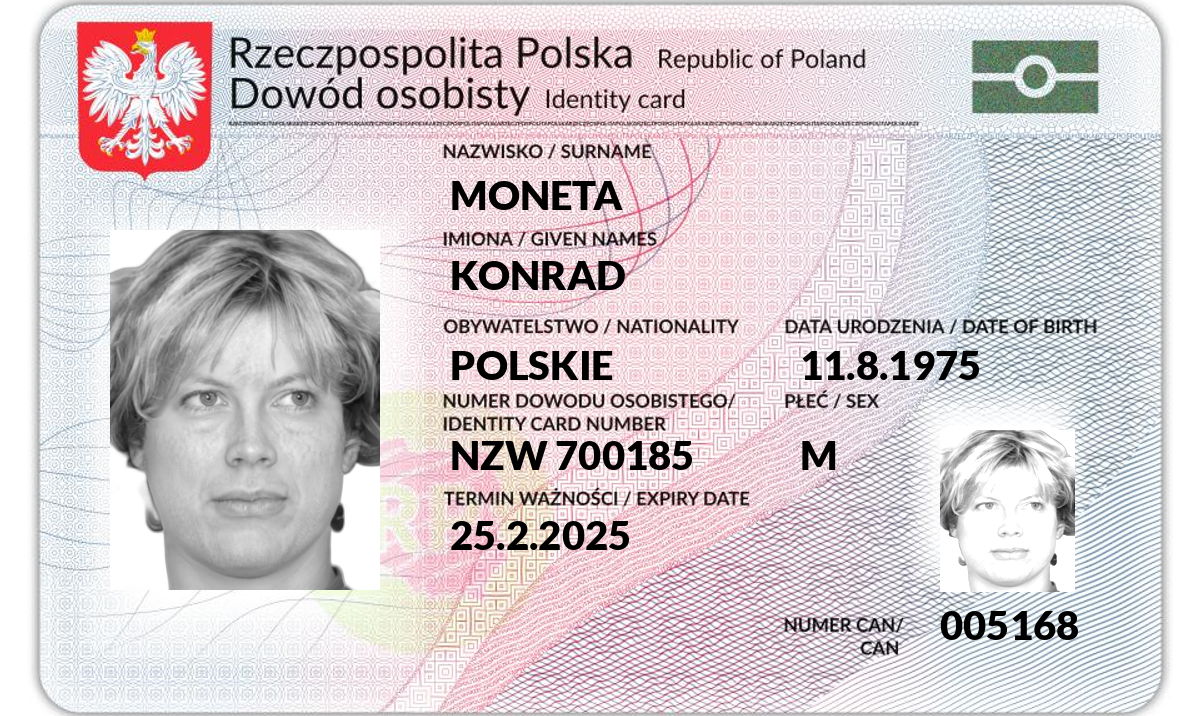 Rzeczpospolita Polska Republic of Poland
Dowód osobisty Identity card
NAZWISKO / SURNAME
MONETA
IMIONA / GIVEN NAMES
KONRAD
OBYWATELSTWO / NATIONALITY DATA URODZENIA / DATE OF BIRTH
POLSKIE 11.8.1975
NUMER DOWODU OSOBISTEGO/ PŁEĆ / SEX
IDENTITY CARD NUMBER
NZW 700185 M
TERMIN WAŻNOŚCI / EXPIRY DATE
25.2.2025
NUMER CAN/ 005168
CAN